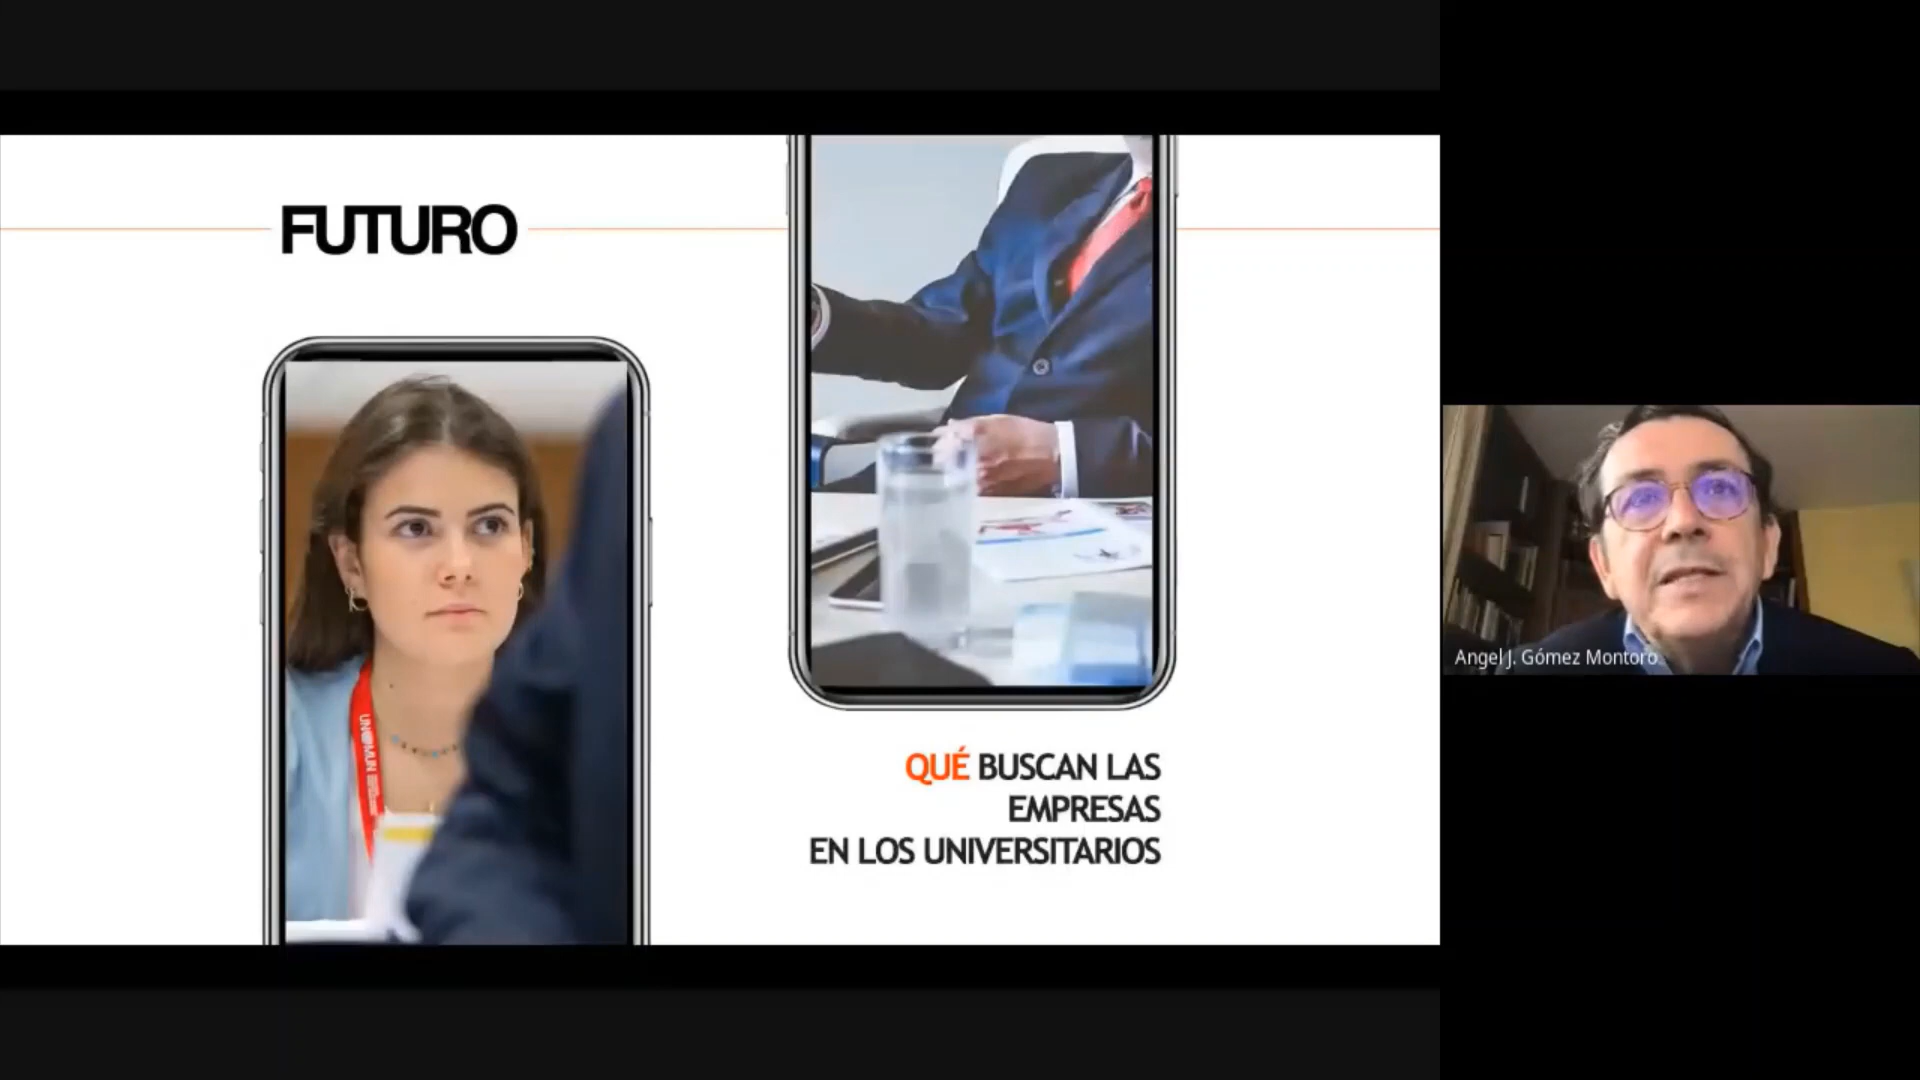 FUTURO
QUÉ BUSCAN LAS
EMPRESAS
EN LOS UNIVERSITARIOS
Angel J. Gómez Montoro